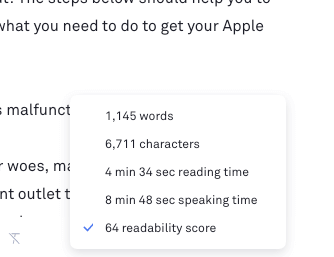 The steps below should help you to
what you need to do to get your Apple
s malfunct
1,145 words
6,711 characters
r woes, ma
4 min 34 sec reading time
nt outlet t
8 min 48 sec speaking time
64 readability score